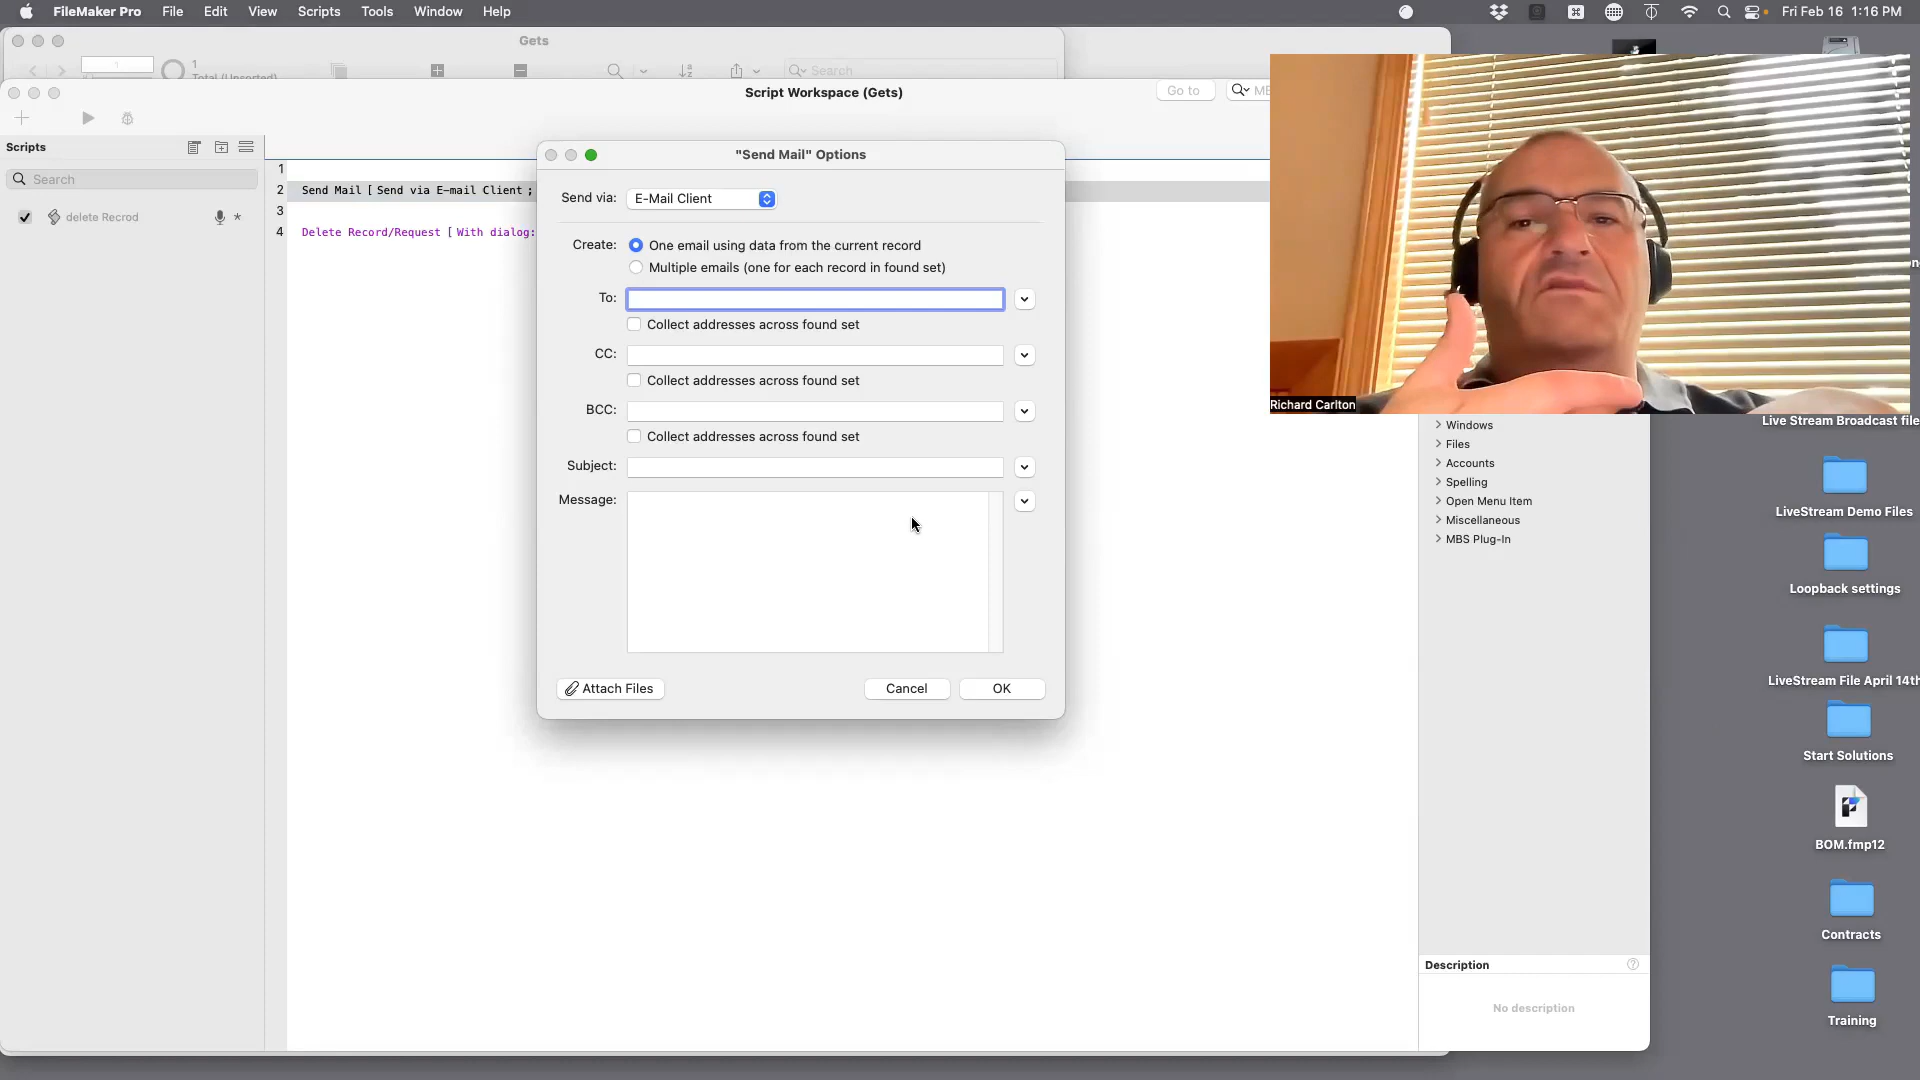 FileMaker Pro File Edit View Scripts Tools Window Help Fri Feb 16 1:16 PM
Gets
1 1
Total (Unsorted) Search
Script Workspace (Gets) Go to
Scripts
Search
delete Recrod *
1
2 Send Mail [ Send via E-mail Client ;
3
4 Delete Record/Request [ With dialog:
"Send Mail" Options
Send via: E-Mail Client
Create: One email using data from the current record
Multiple emails (one for each record in found set)
To:
Collect addresses across found set
CC:
Collect addresses across found set
BCC:
Collect addresses across found set
Subject:
Message:
Attach Files Cancel OK
Richard Carlton
Windows
Files
Accounts
Spelling
Open Menu Item
Miscellaneous
MBS Plug-In
Description
No description
Live Stream Broadcast file
LiveStream Demo Files
Loopback settings
LiveStream File April 14th
Start Solutions
BOM.fmp12
Contracts
Training